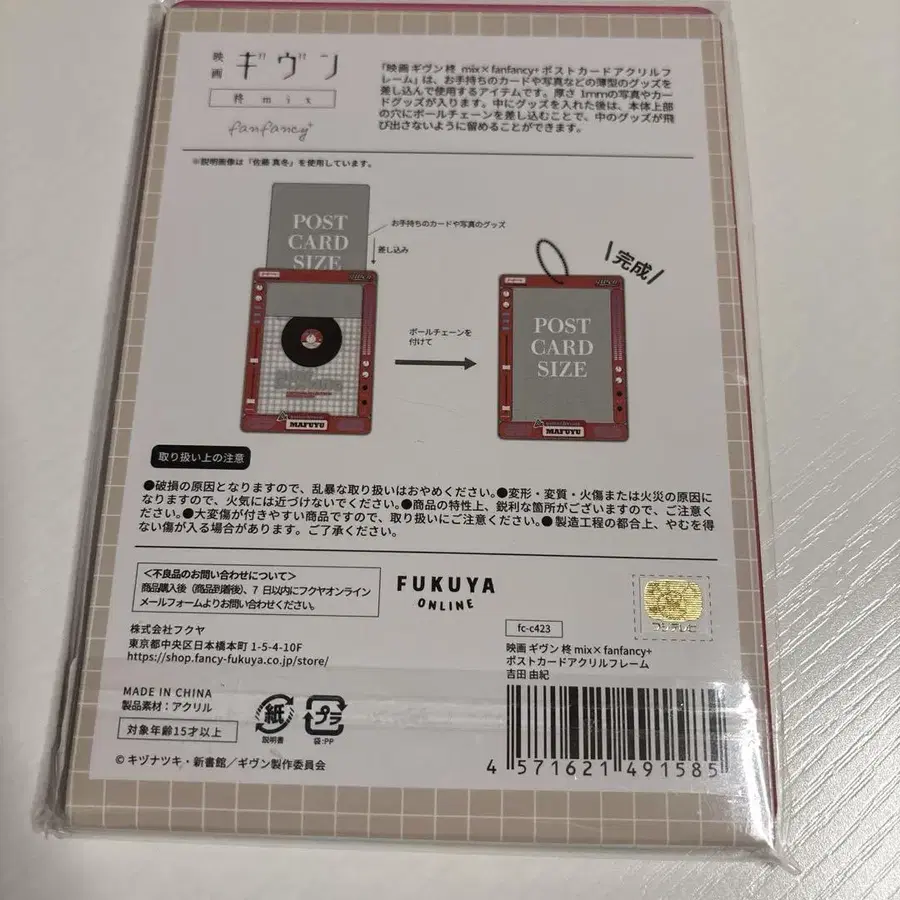 映画 ギヴン
柊mix
fanfancy+
「映画 ギヴン 柊 mix×fanfancy+ ポストカードアクリルフ
レーム」は、お手持ちのカードや写真などの薄型のグッズを
差し込んで使用するアイテムです。厚さ 1mmの写真やカー
ドグッズが入ります。中にグッズを入れた後は、本体上部
の穴にボールチェーンを差し込むことで、中のグッズが飛
び出さないように留めることができます。
※説明画像は「佐藤 真冬」を使用しています。
POST
CARD
SIZE
お手持ちのカードや写真のグッズ
差し込み
MAFUYU
ボールチェーンを
付けて
完成
POST
CARD
SIZE
MAFUYU
取り扱い上の注意
●破損の原因となりますので、乱暴な取り扱いはおやめください。●変形・変質・火傷または火災の原因に
なりますので、火気には近づけないでください。●商品の特性上、鋭利な箇所がございますので、ご注意く
ださい。●大変傷が付きやすい商品ですので、取り扱いにご注意ください。●製造工程の都合上、やむを得
ない傷が入る場合があります。ご了承ください。
<不良品のお問い合わせについて>
商品購入後（商品到着後）、7 日以内にフクヤオンライン
メールフォームよりお問い合わせください。
FUKUYA
ONLINE
フジテレビ
株式会社フクヤ
東京都中央区日本橋本町 1-5-4-10F
https://shop.fancy-fukuya.co.jp/store/
fc-c423
映画 ギヴン 柊 mix×fanfancy+
ポストカードアクリルフレーム
吉田 由紀
MADE IN CHINA
製品素材：アクリル
対象年齢15才以上
紙
説明書
プラ
袋:PP
© キヅナツキ・新書館／ギヴン製作委員会
4 571621 491585